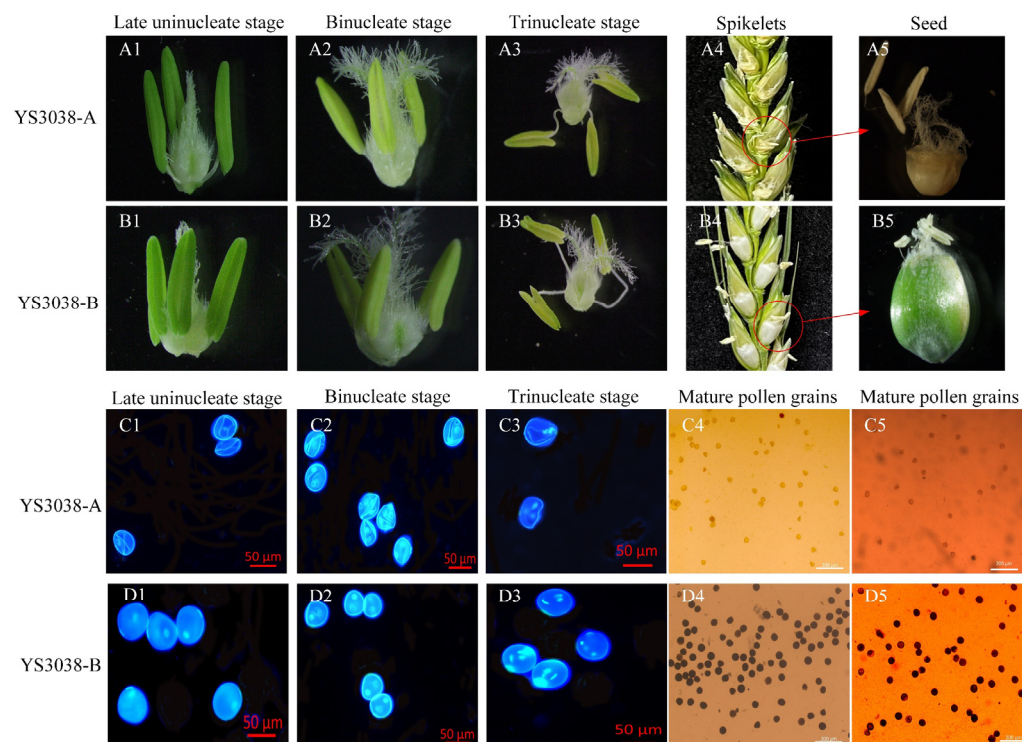 Late uninucleate stage Binucleate stage Trinucleate stage Spikelets Seed
YS3038-A
A1 A2 A3 A4 A5
YS3038-B
B1 B2 B3 B4 B5
Late uninucleate stage Binucleate stage Trinucleate stage Mature pollen grains Mature pollen grains
YS3038-A
C1 C2 C3 C4 C5
50 μm 50 μm 50 μm
YS3038-B
D1 D2 D3 D4 D5
50 μm 50 μm 50 μm